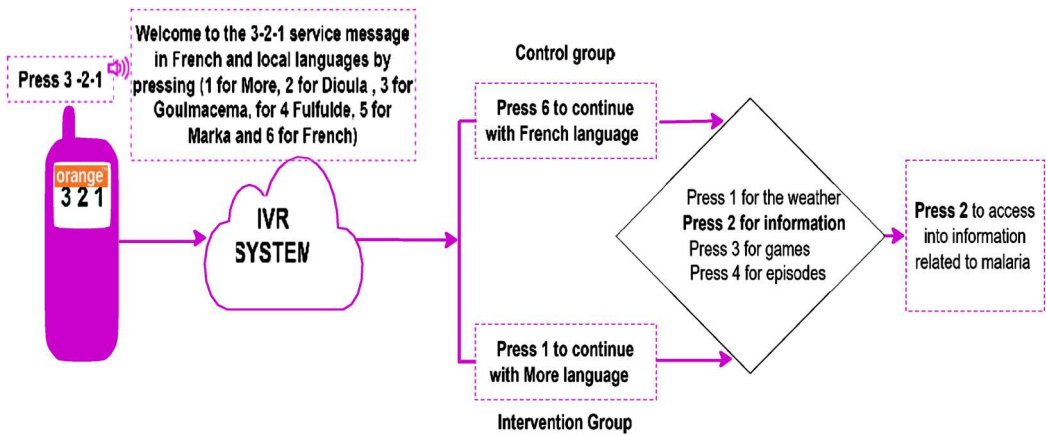 Press 3 -2-1
Welcome to the 3-2-1 service message
in French and local languages by
pressing (1 for More, 2 for Dioula , 3 for
Goulmacema, for 4 Fulfulde, 5 for
Marka and 6 for French)
orange™
3 2 1
IVR
SYSTEM
Control group
Press 6 to continue
with French language
Press 1 for the weather
Press 2 for information
Press 3 for games
Press 4 for episodes
Press 2 to access
into information
related to malaria
Press 1 to continue
with More language
Intervention Group